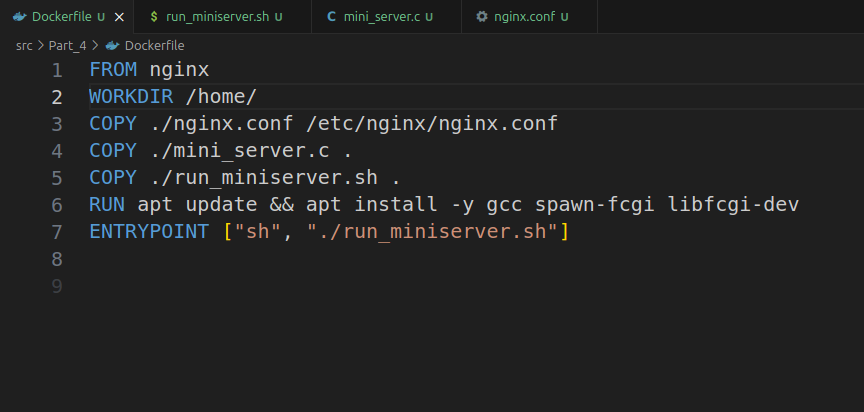 Dockerfile U × $ run_miniserver.sh U C mini_server.c U nginx.conf U
src > Part_4 > Dockerfile
1 FROM nginx
2 WORKDIR /home/
3 COPY ./nginx.conf /etc/nginx/nginx.conf
4 COPY ./mini_server.c .
5 COPY ./run_miniserver.sh .
6 RUN apt update && apt install -y gcc spawn-fcgi libfcgi-dev
7 ENTRYPOINT ["sh", "./run_miniserver.sh"]
8
9